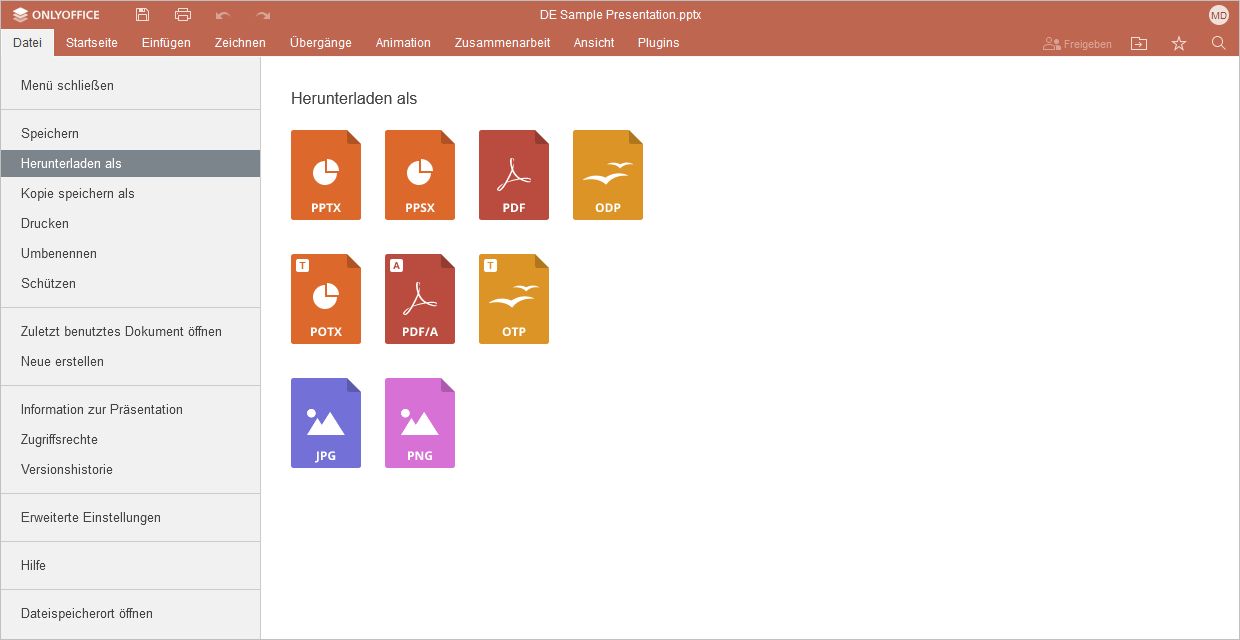 ONLYOFFICE
DE Sample Presentation.pptx
MD
Datei Startseite Einfügen Zeichnen Übergänge Animation Zusammenarbeit Ansicht Plugins
Freigeben
Menü schließen
Speichern
Herunterladen als
Kopie speichern als
Drucken
Umbenennen
Schützen
Zuletzt benutztes Dokument öffnen
Neue erstellen
Information zur Präsentation
Zugriffsrechte
Versionshistorie
Erweiterte Einstellungen
Hilfe
Dateispeicherort öffnen
Herunterladen als
PPTX PPSX PDF ODP
T A T
POTX PDF/A OTP
JPG PNG